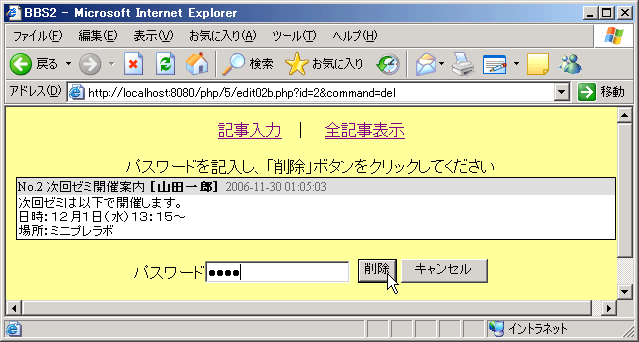 BBS2 - Microsoft Internet Explorer
ファイル(F) 編集(E) 表示(V) お気に入り(A) ツール(T) ヘルプ(H)
戻る 検索 お気に入り
アドレス(D) http://localhost:8080/php/5/edit02b.php?id=2&command=del 移動
記事入力 | 全記事表示
パスワードを記入し、「削除」ボタンをクリックしてください
No.2 次回ゼミ開催案内 [山田一郎] 2006-11-30 01:05:03
次回ゼミは以下で開催します。
日時：12月1日(水)13:15～
場所：ミニプレラボ
パスワード ●●●● 削除 キャンセル
イントラネット